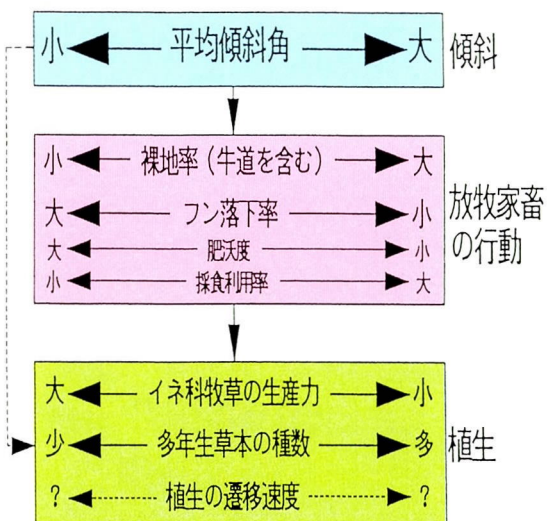 小 平均傾斜角 大 傾斜
小 裸地率（牛道を含む） 大
大 フン落下率 小
大 肥沃度 小
小 採食利用率 大
放牧家畜
の行動
大 イネ科牧草の生産力 小
少 多年生草本の種数 多
? 植生の遷移速度 ?
植生